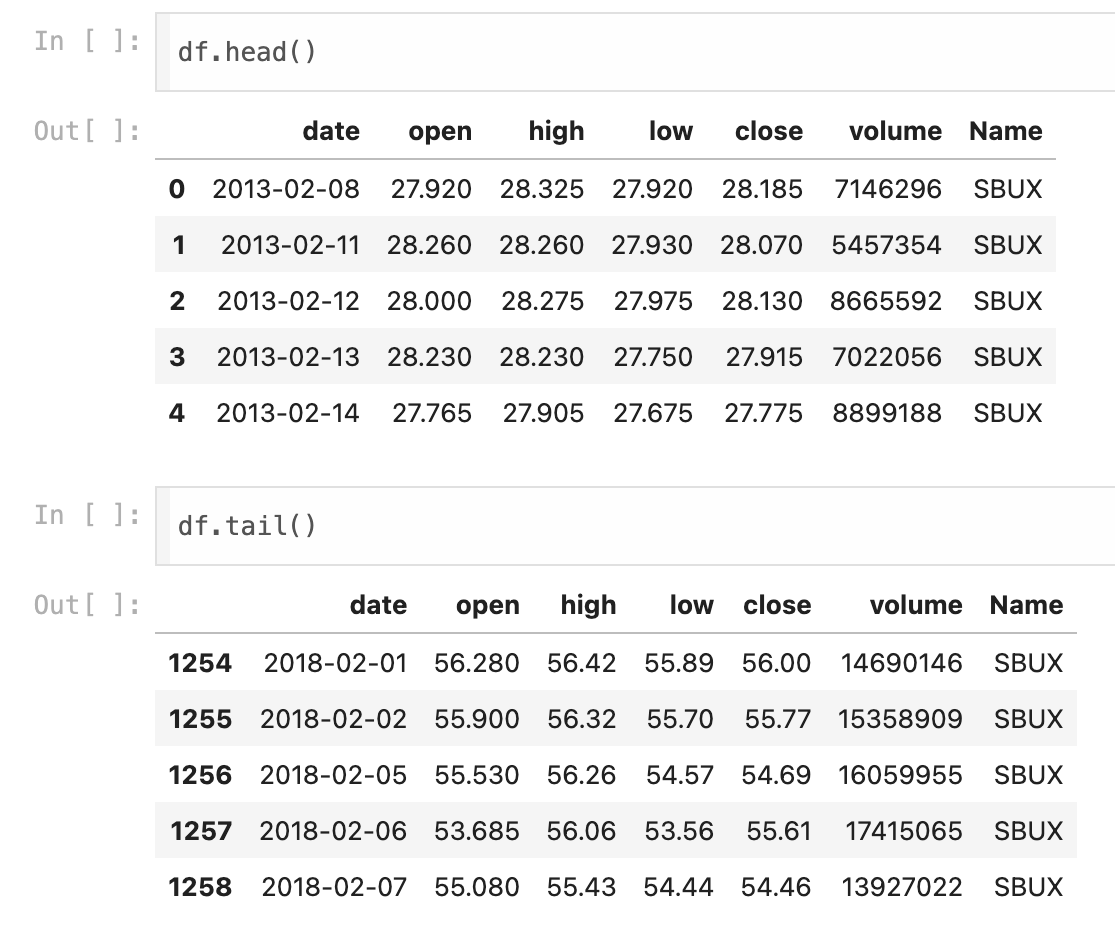 In [ ]: df.head()
Out[ ]: date open high low close volume Name
0 2013-02-08 27.920 28.325 27.920 28.185 7146296 SBUX
1 2013-02-11 28.260 28.260 27.930 28.070 5457354 SBUX
2 2013-02-12 28.000 28.275 27.975 28.130 8665592 SBUX
3 2013-02-13 28.230 28.230 27.750 27.915 7022056 SBUX
4 2013-02-14 27.765 27.905 27.675 27.775 8899188 SBUX
In [ ]: df.tail()
Out[ ]: date open high low close volume Name
1254 2018-02-01 56.280 56.42 55.89 56.00 14690146 SBUX
1255 2018-02-02 55.900 56.32 55.70 55.77 15358909 SBUX
1256 2018-02-05 55.530 56.26 54.57 54.69 16059955 SBUX
1257 2018-02-06 53.685 56.06 53.56 55.61 17415065 SBUX
1258 2018-02-07 55.080 55.43 54.44 54.46 13927022 SBUX